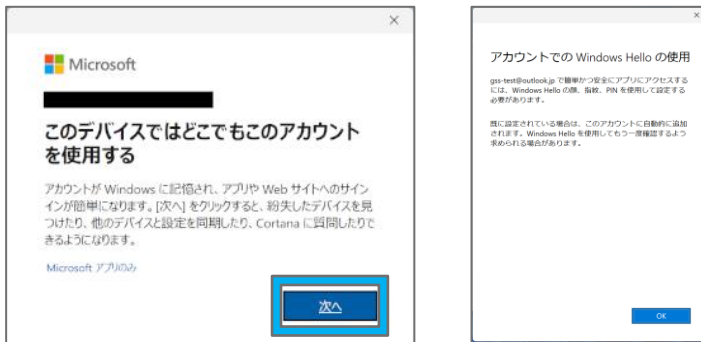 Microsoft
このデバイスではどこでもこのアカウント
を使用する
アカウントが Windows に記憶され、アプリや Web サイトへのサイン
インが簡単になります。[次へ] をクリックすると、紛失したデバイスを見
つけたり、他のデバイスと設定を同期したり、Cortana に質問したりで
きるようになります。
Microsoft アプリのみ
次へ
アカウントでの Windows Hello の使用
gss-test@outlook.jp で簡単かつ安全にアプリにアクセスする
には、Windows Hello の顔、指紋、PIN を使用して設定する
必要があります。
既に設定されている場合は、このアカウントに自動的に追加
されます。Windows Hello を使用してもう一度確認するよう
求められる場合があります。
OK